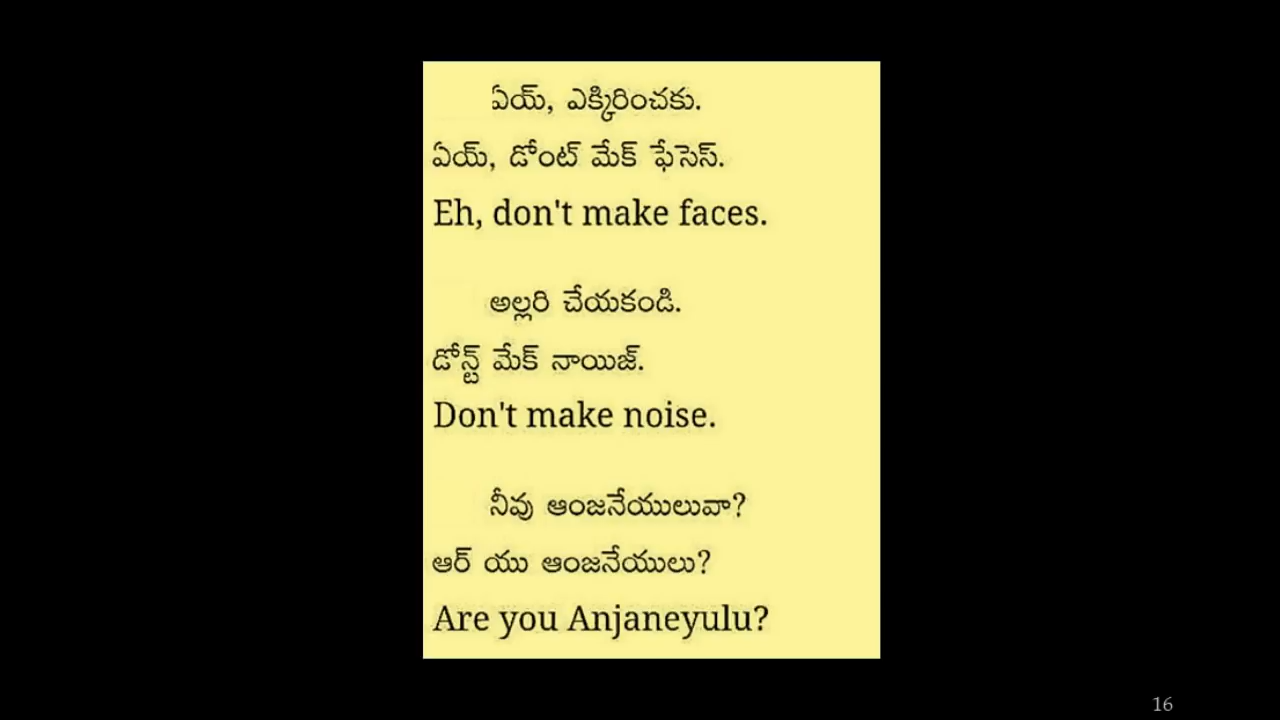 ఏయ్, ఎక్కిరించకు.
ఏయ్, డోంట్ మేక్ ఫేసెస్.
Eh, don't make faces.
అల్లరి చేయకండి.
డోన్ట్ మేక్ నాయిజ్.
Don't make noise.
నీవు ఆంజనేయులువా?
ఆర్ యు ఆంజనేయులు?
Are you Anjaneyulu?
16